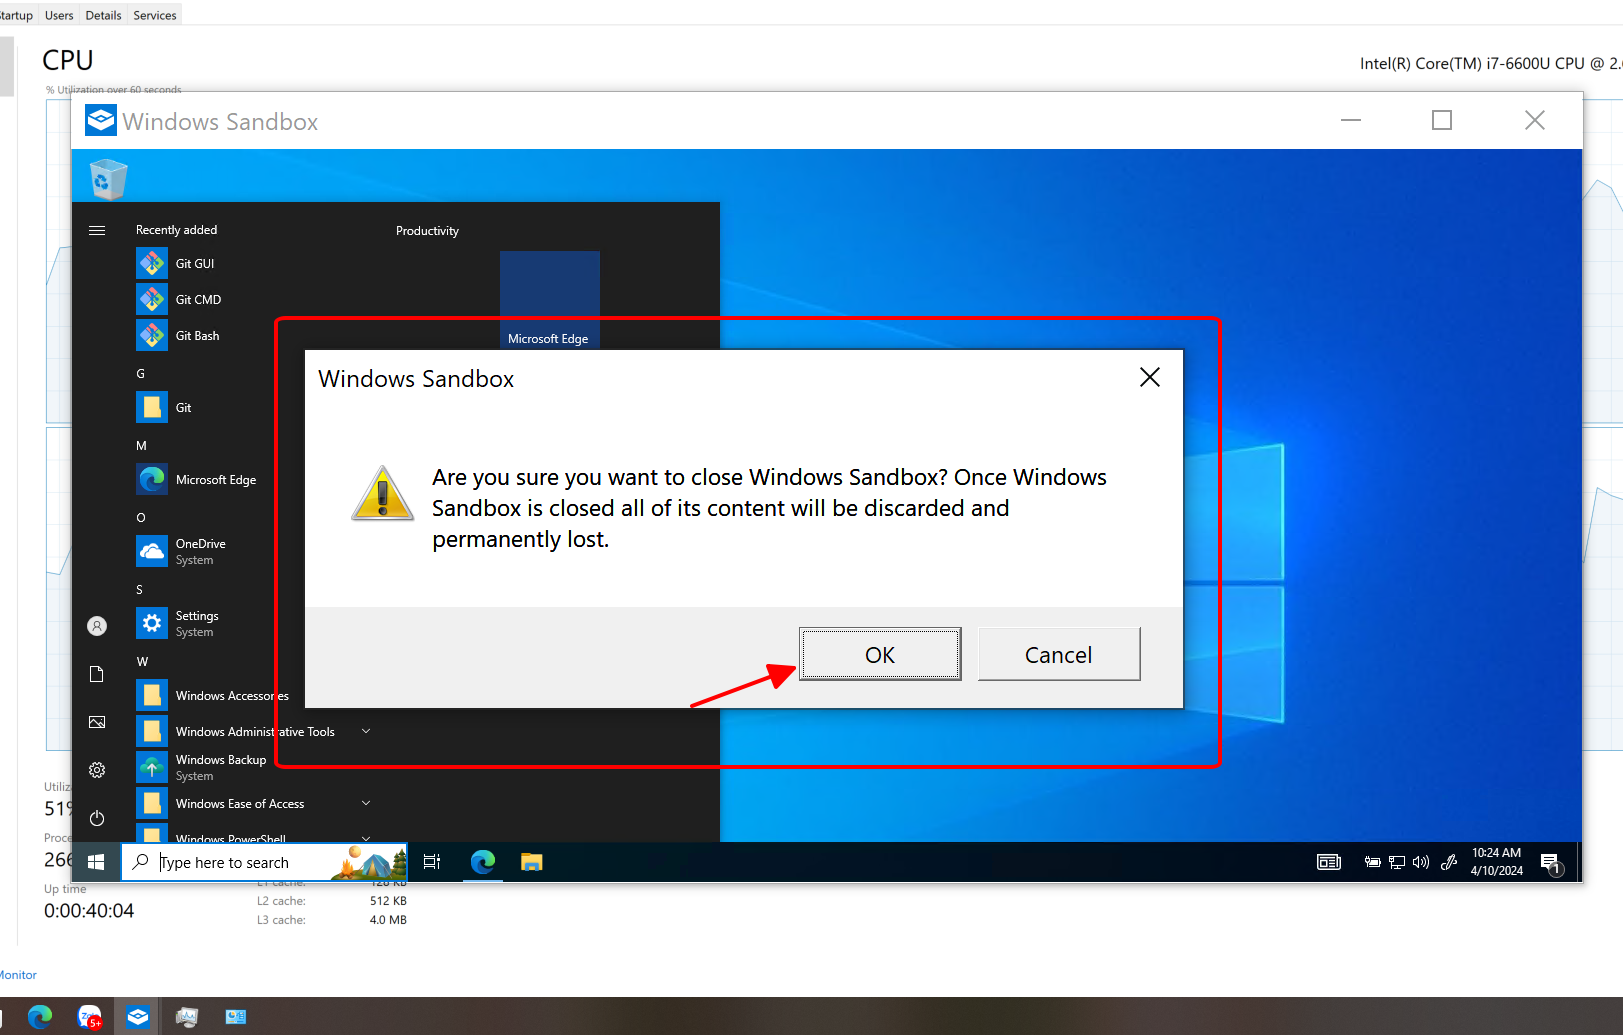 Startup Users Details Services
CPU
Intel(R) Core(TM) i7-6600U CPU @ 2.
% Utilization over 60 seconds
Windows Sandbox
Recently added
Productivity
Git GUI
Git CMD
Git Bash
Microsoft Edge
G
Git
M
Microsoft Edge
O
OneDrive
System
S
Settings
System
W
Windows Accessories
Windows Administrative Tools
Windows Backup
System
Windows Ease of Access
Windows PowerShell
Windows Sandbox
Are you sure you want to close Windows Sandbox? Once Windows
Sandbox is closed all of its content will be discarded and
permanently lost.
OK
Cancel
Type here to search
10:24 AM
4/10/2024
1
51%
266
Up time
0:00:40:04
L1 cache: 128 KB
L2 cache: 512 KB
L3 cache: 4.0 MB
Monitor
Zalo
5+